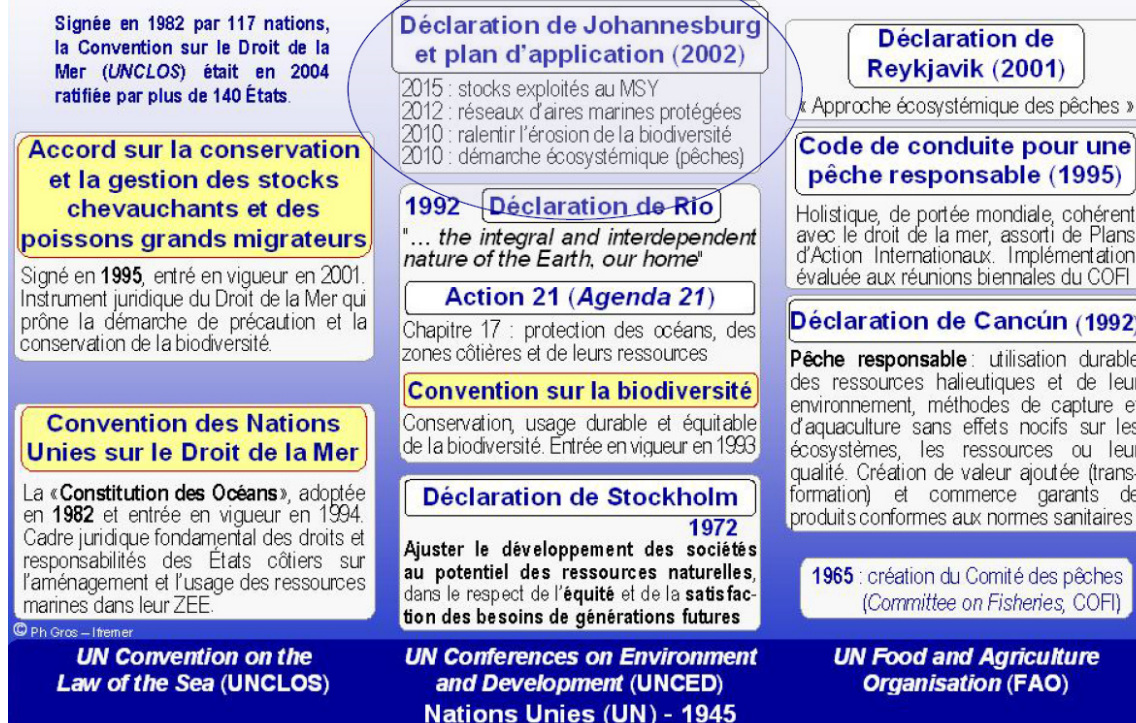 Signée en 1982 par 117 nations,
la Convention sur le Droit de la
Mer (UNCLOS) était en 2004
ratifiée par plus de 140 États.
Accord sur la conservation
et la gestion des stocks
chevauchants et des
poissons grands migrateurs
Signé en 1995, entré en vigueur en 2001.
Instrument juridique du Droit de la Mer qui
prône la démarche de précaution et la
conservation de la biodiversité.
Convention des Nations
Unies sur le Droit de la Mer
La «Constitution des Océans», adoptée
en 1982 et entrée en vigueur en 1994.
Cadre juridique fondamental des droits et
responsabilités des États côtiers sur
l'aménagement et l'usage des ressources
marines dans leur ZEE.
© Ph Gros – Ifremer
UN Convention on the
Law of the Sea (UNCLOS)
Déclaration de Johannesburg
et plan d'application (2002)
2015 : stocks exploités au MSY
2012 : réseaux d'aires marines protégées
2010 : ralentir l'érosion de la biodiversité
2010 : démarche écosystémique (pêches)
1992 Déclaration de Rio
"... the integral and interdependent
nature of the Earth, our home"
Action 21 (Agenda 21)
Chapitre 17 : protection des océans, des
zones côtières et de leurs ressources
Convention sur la biodiversité
Conservation, usage durable et équitable
de la biodiversité. Entrée en vigueur en 1993
Déclaration de Stockholm
1972
Ajuster le développement des sociétés
au potentiel des ressources naturelles,
dans le respect de l'équité et de la satisfac-
tion des besoins de générations futures
UN Conferences on Environment
and Development (UNCED)
Nations Unies (UN) - 1945
Déclaration de
Reykjavik (2001)
« Approche écosystémique des pêches »
Code de conduite pour une
pêche responsable (1995)
Holistique, de portée mondiale, cohérent
avec le droit de la mer, assorti de Plans
d'Action Internationaux. Implémentation
évaluée aux réunions biennales du COFI
Déclaration de Cancún (1992)
Pêche responsable : utilisation durable
des ressources halieutiques et de leur
environnement, méthodes de capture et
d'aquaculture sans effets nocifs sur les
écosystèmes, les ressources ou leur
qualité. Création de valeur ajoutée (trans-
formation) et commerce garants de
produits conformes aux normes sanitaires
1965 : création du Comité des pêches
(Committee on Fisheries, COFI)
UN Food and Agriculture
Organisation (FAO)